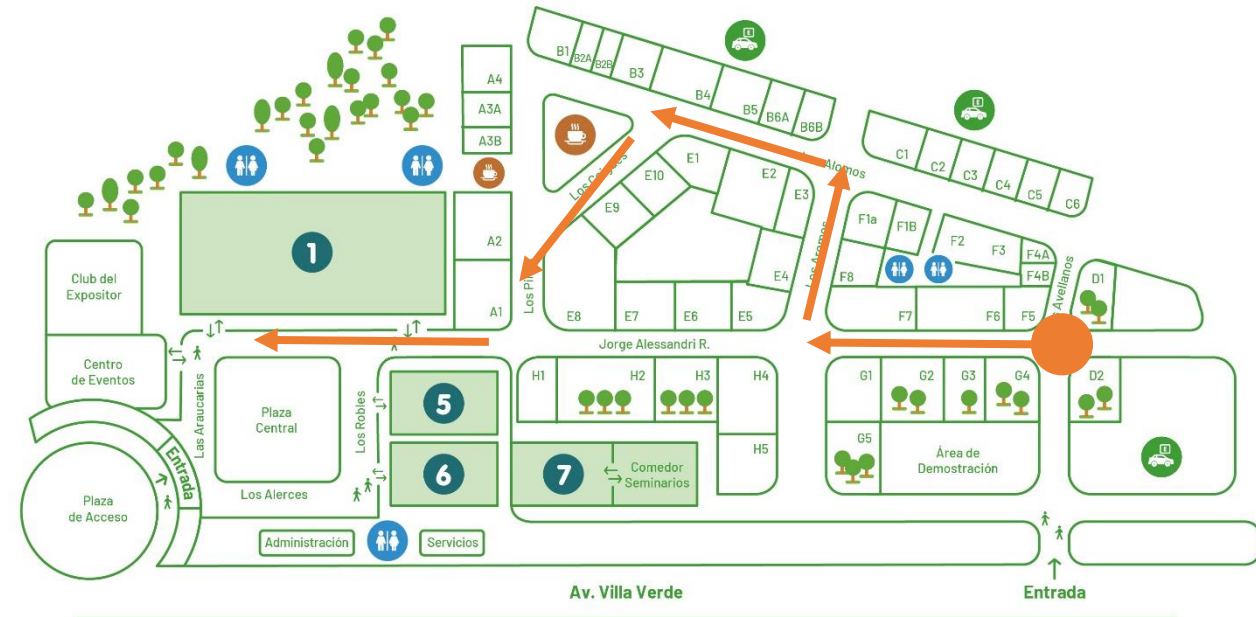 B1
B2A
B2B
B3
B4
B5
B6A
B6B
A4
A3A
A3B
A2
A1
C1
C2
C3
C4
C5
C6
Los
E1
E10
E9
E2
E3
E4
E8
E7
E6
E5
Los
Los Aromos
F1a
F1B
F2
F3
F4A
F4B
F8
F7
F6
F5
Avellanos
D1
1
Club del
Expositor
Centro
de Eventos
Jorge Alessandri R.
Las Araucarias
Plaza
Central
Los Robles
5
6
7
Comedor
Seminarios
H1
H2
H3
H4
H5
G1
G2
G3
G4
G5
Área de
Demostración
D2
E
E
E
Entrada
Plaza
de Acceso
Los Alerces
Administración
Servicios
Av. Villa Verde
Entrada